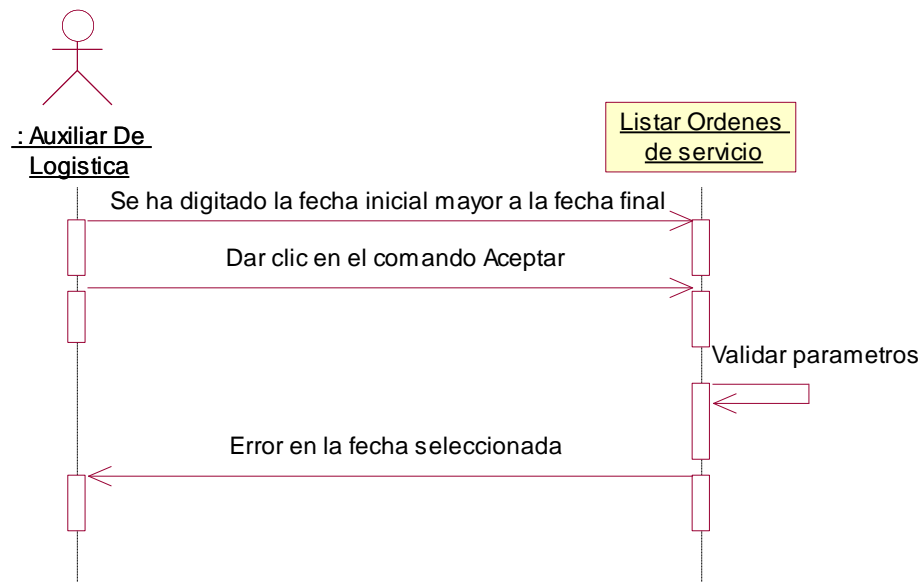 : Auxiliar De
Logistica
Listar Ordenes
de servicio
Se ha digitado la fecha inicial mayor a la fecha final
Dar clic en el comando Aceptar
Validar parametros
Error en la fecha seleccionada